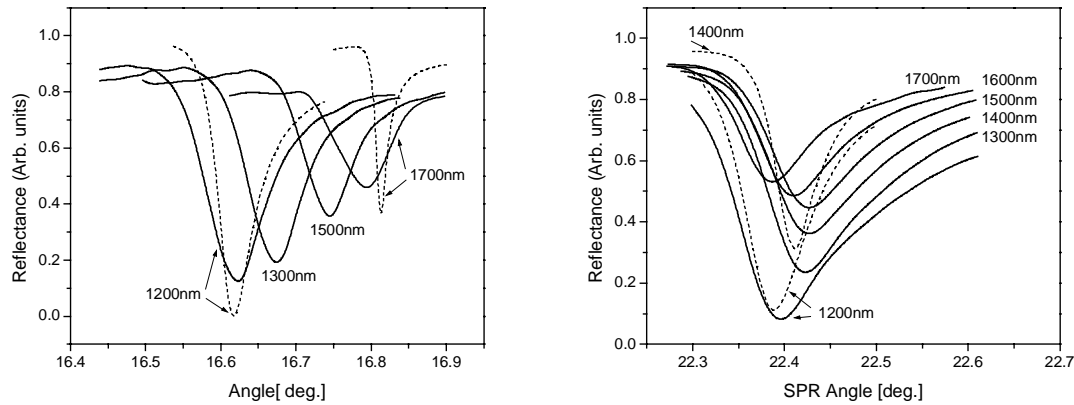 Reflectance (Arb. units)
1.0
0.8
0.6
0.4
0.2
0.0
1200nm
1300nm
1500nm
1700nm
16.4
16.5
16.6
16.7
16.8
16.9
Angle[ deg.]
Reflectance (Arb. units)
1.0
0.8
0.6
0.4
0.2
0.0
1400nm
1700nm
1600nm
1500nm
1400nm
1300nm
1200nm
22.3
22.4
22.5
22.6
22.7
SPR Angle [deg.]